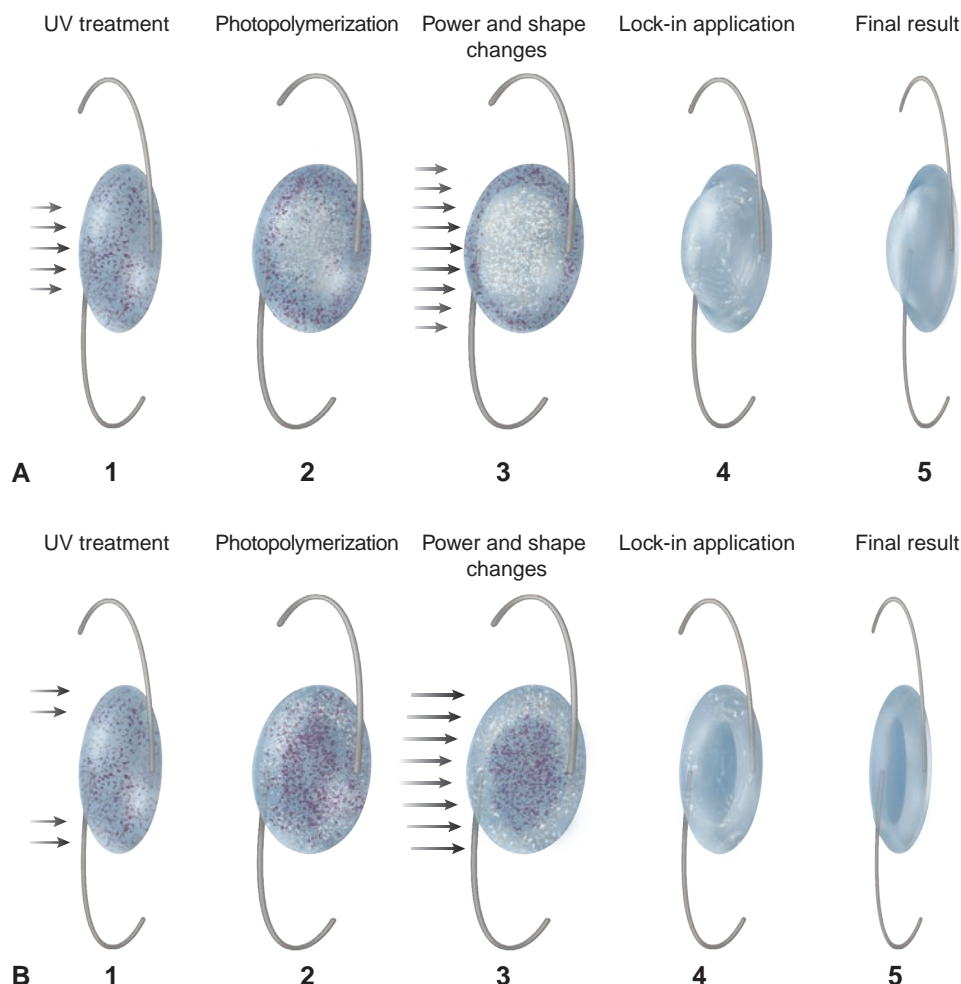 UV treatment Photopolymerization Power and shape changes Lock-in application Final result
A 1 2 3 4 5
UV treatment Photopolymerization Power and shape changes Lock-in application Final result
B 1 2 3 4 5